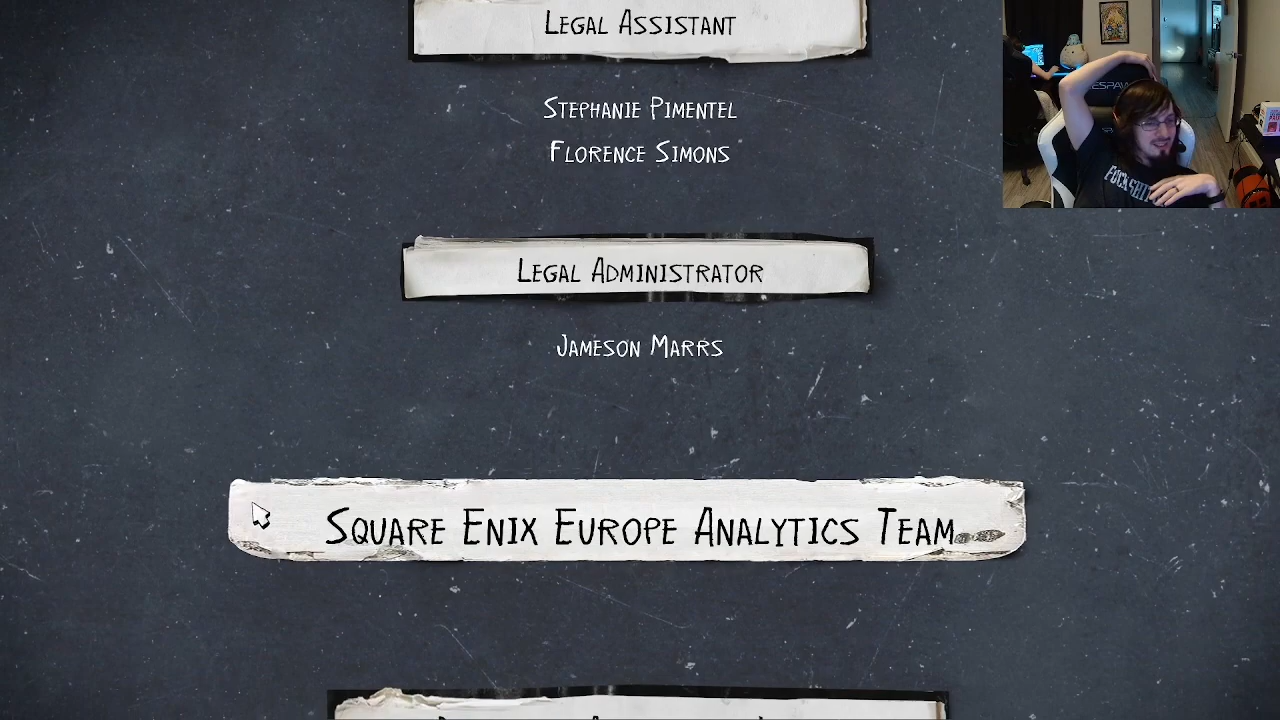 Legal Assistant
Stephanie Pimentel
Florence Simons
Legal Administrator
Jameson Marrs
Square Enix Europe Analytics Team